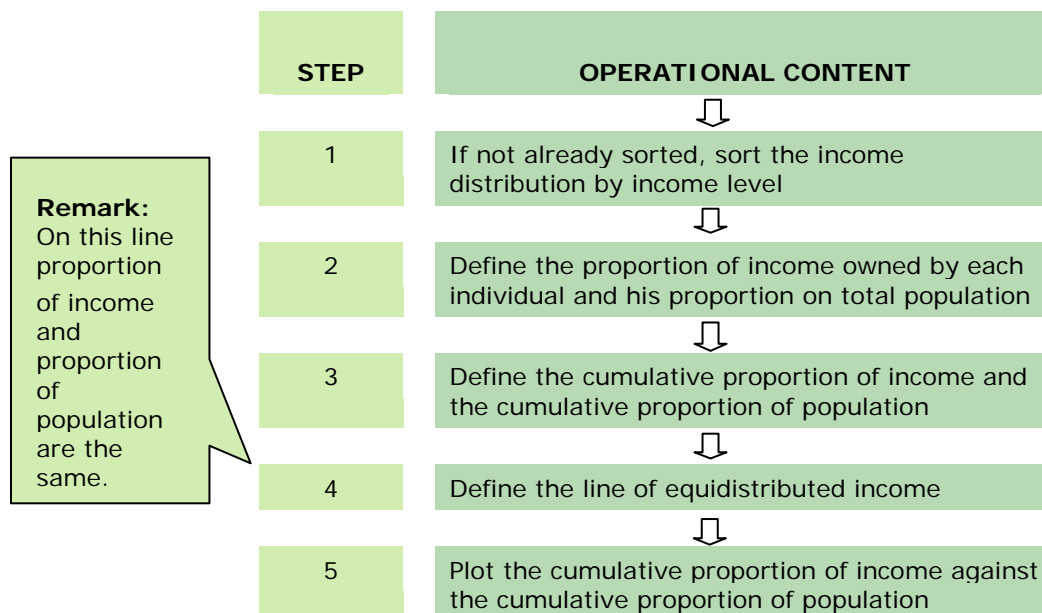 STEP
OPERATIONAL CONTENT
1
If not already sorted, sort the income
distribution by income level
Remark:
On this line
proportion
of income
and
proportion
of
population
are the
same.
2
Define the proportion of income owned by each
individual and his proportion on total population
3
Define the cumulative proportion of income and
the cumulative proportion of population
4
Define the line of equidistributed income
5
Plot the cumulative proportion of income against
the cumulative proportion of population